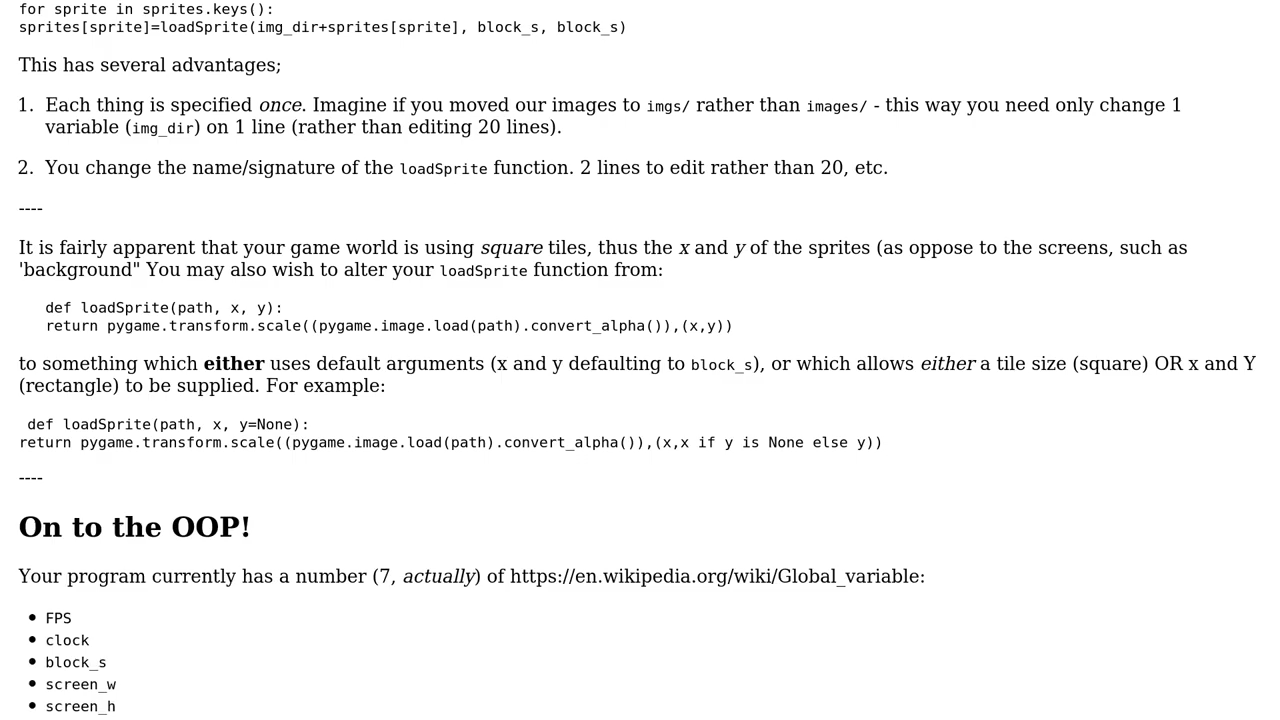 for sprite in sprites.keys():
sprites[sprite]=loadSprite(img_dir+sprites[sprite], block_s, block_s)
This has several advantages;
1. Each thing is specified once. Imagine if you moved our images to imgs/ rather than images/ - this way you need only change 1
variable (img_dir) on 1 line (rather than editing 20 lines).
2. You change the name/signature of the loadSprite function. 2 lines to edit rather than 20, etc.
----
It is fairly apparent that your game world is using square tiles, thus the x and y of the sprites (as oppose to the screens, such as
'background" You may also wish to alter your loadSprite function from:
def loadSprite(path, x, y):
return pygame.transform.scale((pygame.image.load(path).convert_alpha()),(x,y))
to something which either uses default arguments (x and y defaulting to block_s), or which allows either a tile size (square) OR x and Y
(rectangle) to be supplied. For example:
def loadSprite(path, x, y=None):
return pygame.transform.scale((pygame.image.load(path).convert_alpha()),(x,x if y is None else y))
----
On to the OOP!
Your program currently has a number (7, actually) of https://en.wikipedia.org/wiki/Global_variable:
• FPS
• clock
• block_s
• screen_w
• screen_h